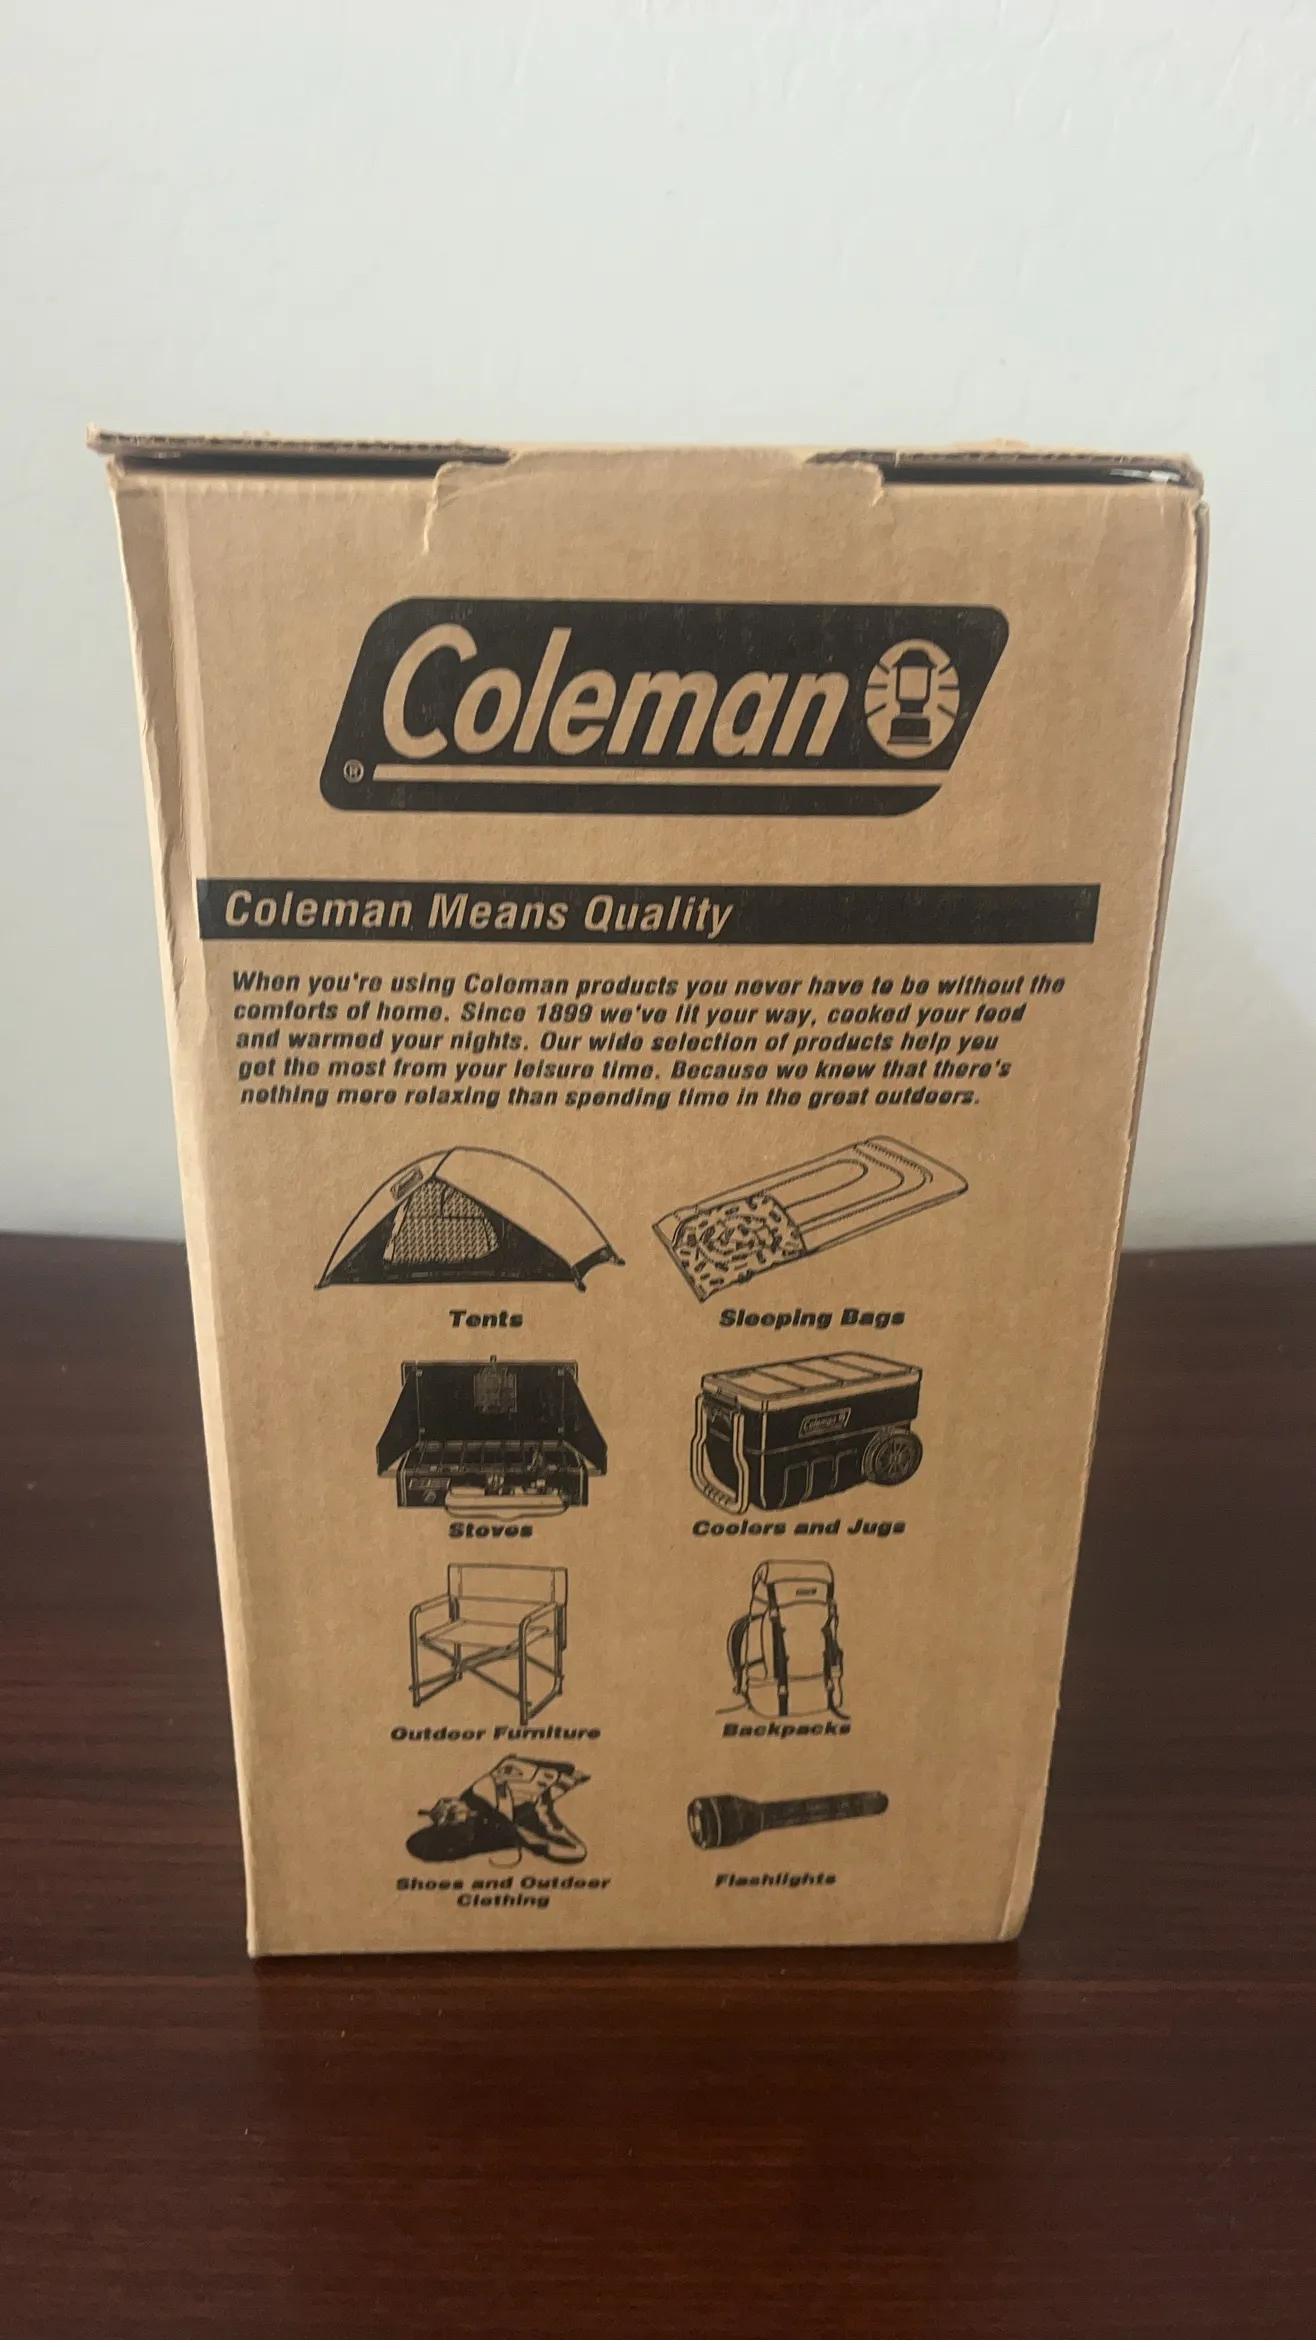 Coleman
®
Coleman Means Quality
When you're using Coleman products you never have to be without the
comforts of home. Since 1899 we've lit your way, cooked your food
and warmed your nights. Our wide selection of products help you
get the most from your leisure time. Because we know that there's
nothing more relaxing than spending time in the great outdoors.
Tents
Sleeping Bags
Coleman
Stoves
Coolers and Jugs
Outdoor Furniture
Backpacks
Shoes and Outdoor
Clothing
Flashlights